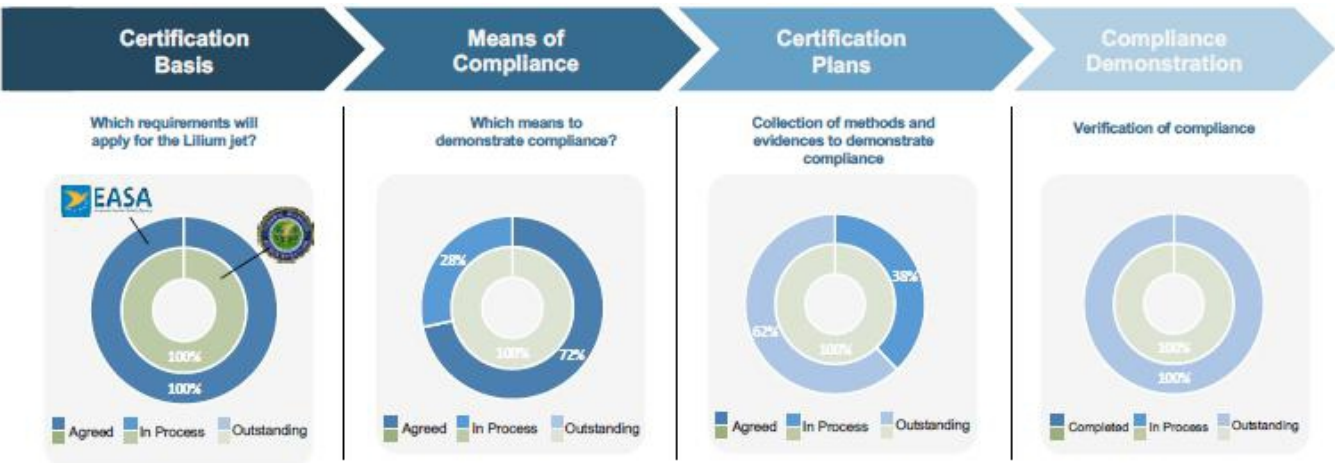 Certification
Basis
Means of
Compliance
Certification
Plans
Compliance
Demonstration
Which requirements will
apply for the Lilium jet?
Which means to
demonstrate compliance?
Collection of methods and
evidences to demonstrate
compliance
Verification of compliance
EASA
100%
100%
28%
100%
72%
38%
62%
100%
100%
100%
Agreed In Process Outstanding
Agreed In Process Outstanding
Agreed In Process Outstanding
Completed In Process Outstanding